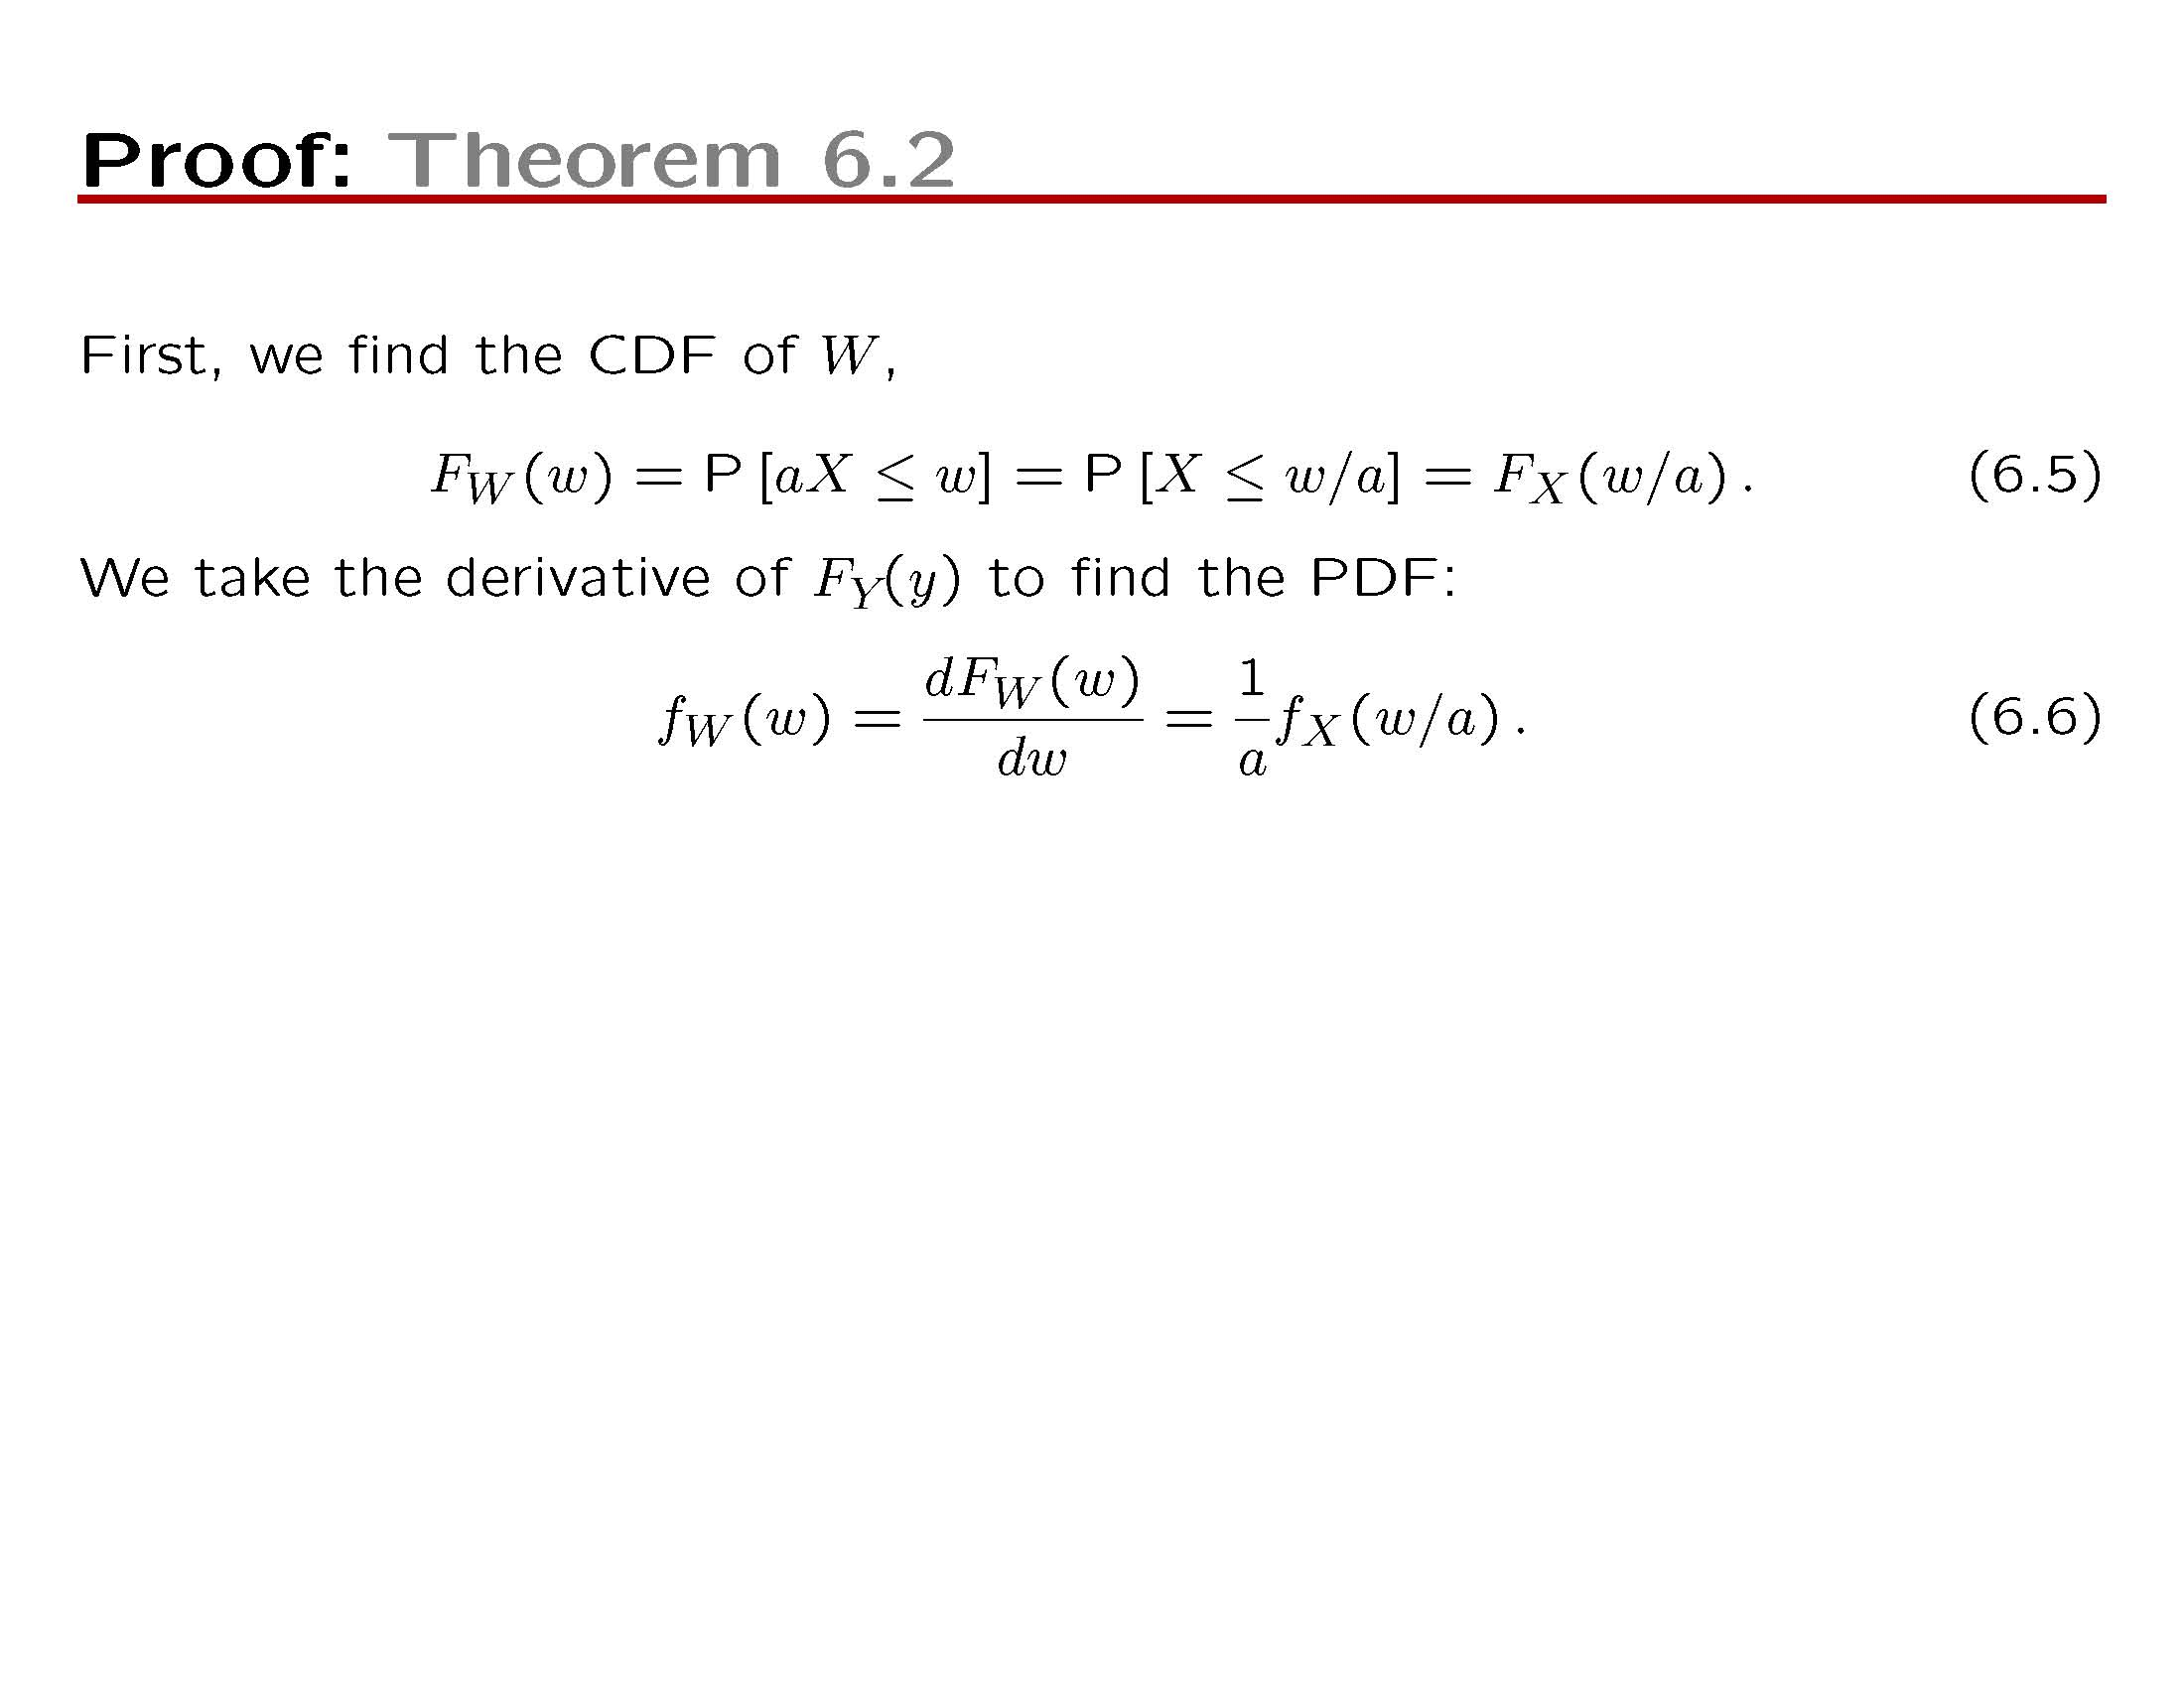 Proof: Theorem 6.2
First, we find the CDF of W,
F_W(w) = P [aX ≤ w] = P [X ≤ w/a] = F_X(w/a) . (6.5)
We take the derivative of F_Y(y) to find the PDF:
f_W(w) = dF_W(w)/dw = 1/a f_X(w/a) . (6.6)